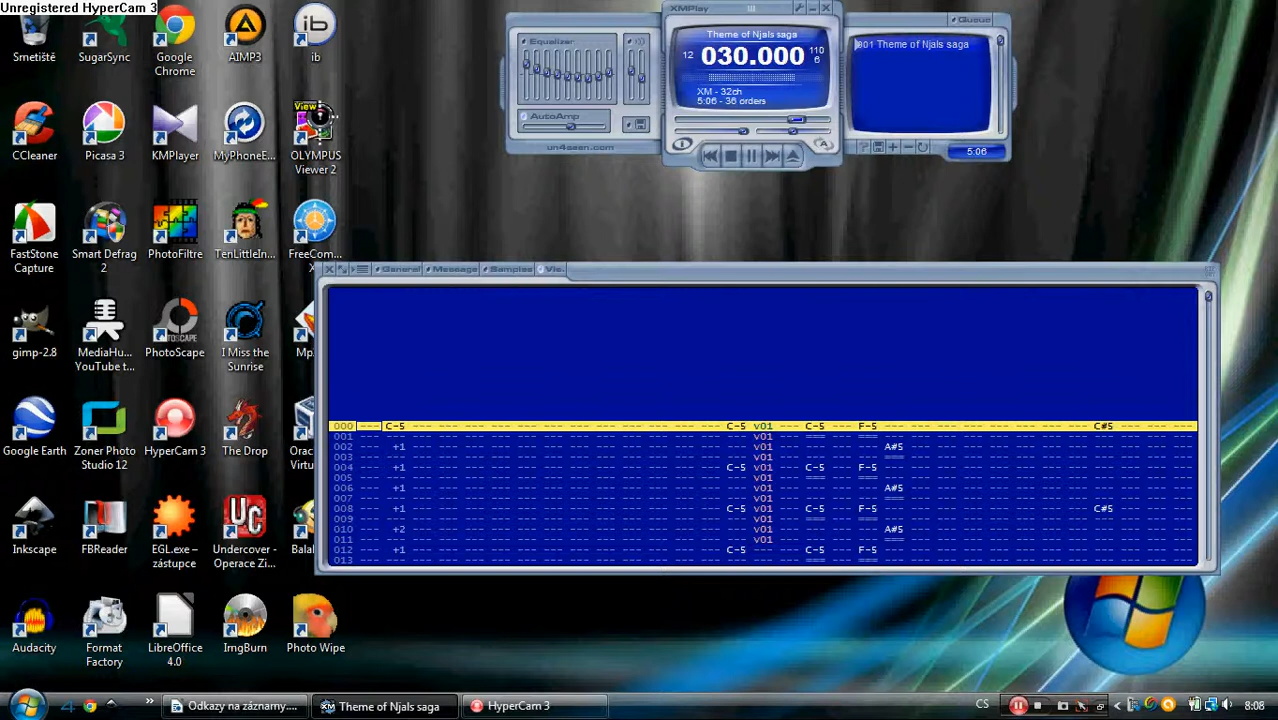 Unregistered HyperCam 3
Smetiště
SugarSync
Google
Chrome
AIMP3
ib
CCleaner
Picasa 3
KMPlayer
MyPhoneE...
OLYMPUS
Viewer 2
FastStone
Capture
Smart Defrag
2
PhotoFiltre
TenLittleIn...
FreeCom...
X
gimp-2.8
MediaHu...
YouTube t...
PhotoScape
I Miss the
Sunrise
Google Earth
Zoner Photo
Studio 12
HyperCam 3
The Drop
Inkscape
FBReader
EGL.exe –
zástupce
Undercover -
Operace Zi...
Audacity
Format
Factory
LibreOffice
4.0
ImgBurn
Photo Wipe
XMPlay
Equalizer
AutoAmp
un4seen.com
Theme of Njals saga
12
030.000
110
6
XM - 32ch
5:06 - 36 orders
Queue
001 Theme of Njals saga
5:06
General
Message
Samples
Vis.
000 --- C-5 C-5 v01 C-5 F-5 C#5
001 v01 === ===
002 +1 v01 A#5
003 v01 ===
004 +1 C-5 v01 C-5 F-5
005 v01 === ===
006 +1 v01 A#5
007 v01 ===
008 +1 C-5 v01 C-5 F-5 C#5
009 v01 === ===
010 +2 v01 A#5
011 v01 ===
012 +1 C-5 C-5 F-5
013 === ===
Odkazy na záznamy....
Theme of Njals saga
HyperCam 3
CS
8:08